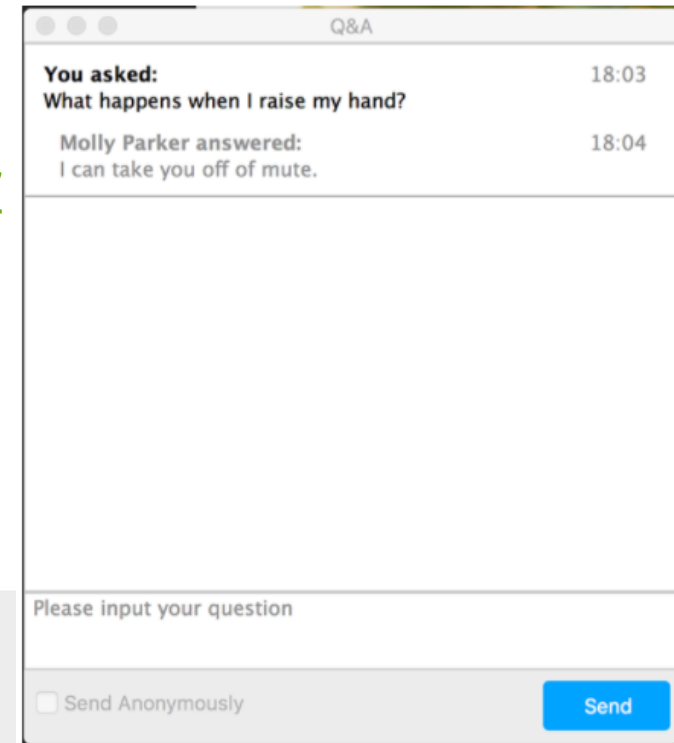 Q&A
You asked: 18:03
What happens when I raise my hand?
Molly Parker answered: 18:04
I can take you off of mute.
Please input your question
Send Anonymously
Send